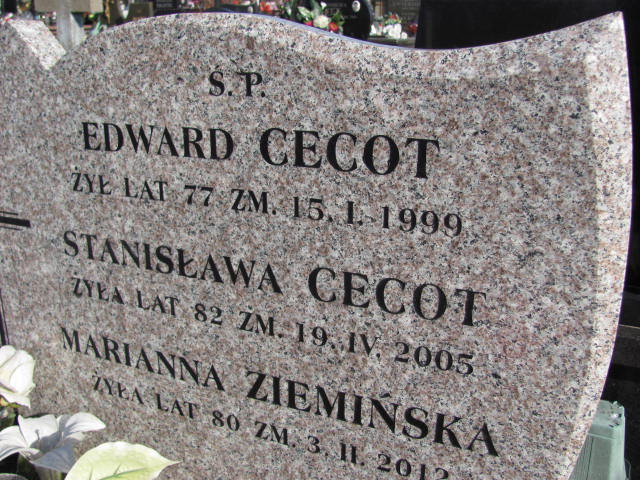 Ś.P.
EDWARD CECOT
ŻYŁ LAT 77 ZM. 15. I. 1999
STANISŁAWA CECOT
ŻYŁA LAT 82 ZM. 19. IV. 2005
MARIANNA ZIEMIŃSKA
ŻYŁA LAT 80 ZM. 3. II. 2012